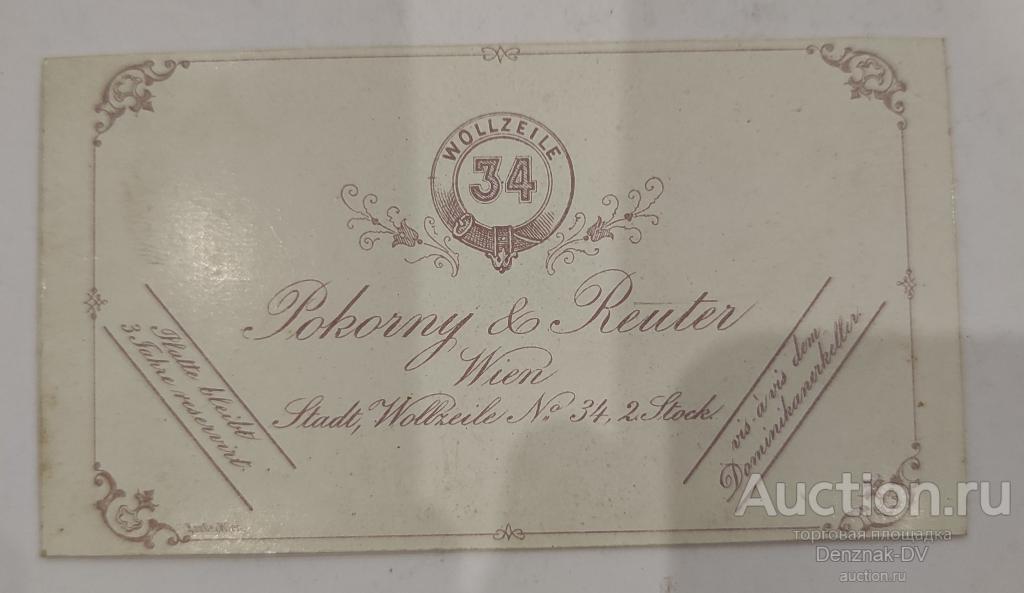 WOLLZEILE
34
Pokorny & Reuter
Wien
Stadt, Wollzeile No. 34, 2. Stock.
Platte bleibt
3 Jahre reservirt.
vis à vis dem
Dominikanerkeller.
Auction.ru
торговая площадка
Denznak-DV
auction.ru